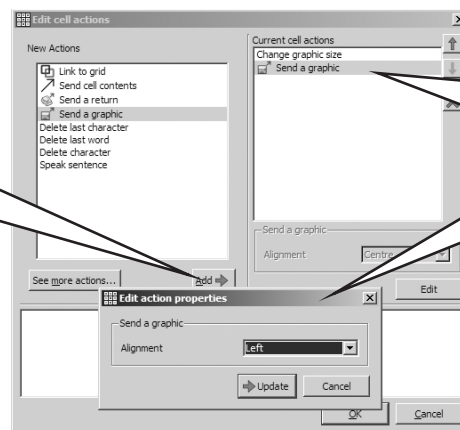 Edit cell actions
New Actions
Link to grid
Send cell contents
Send a return
Send a graphic
Delete last character
Delete last word
Delete character
Speak sentence
See more actions...
Add
Current cell actions
Change graphic size
Send a graphic
Send a graphic
Alignment
Centre
Edit
Edit action properties
Send a graphic
Alignment
Left
Update
Cancel
OK
Cancel